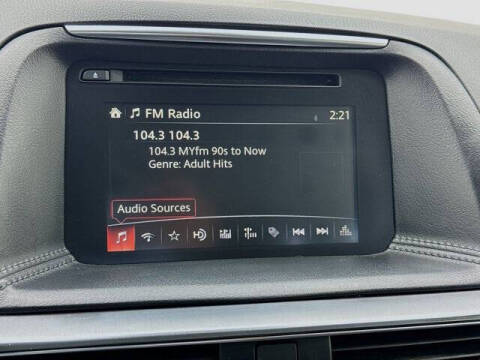 FM Radio
2:21
104.3 104.3
104.3 MYfm 90s to Now
Genre: Adult Hits
Audio Sources